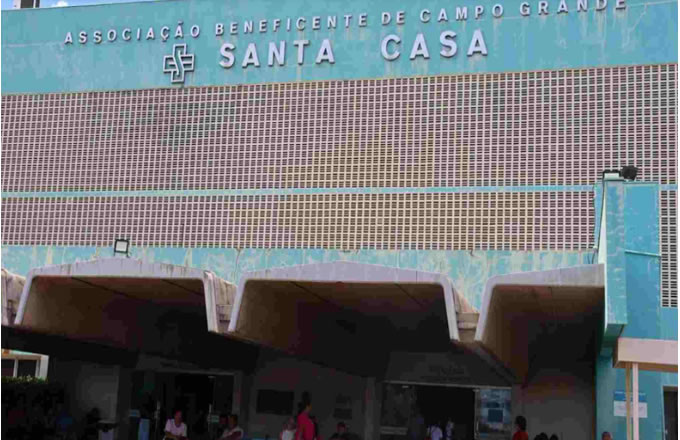 ASSOCIAÇÃO BENEFICENTE DE CAMPO GRANDE
SANTA CASA